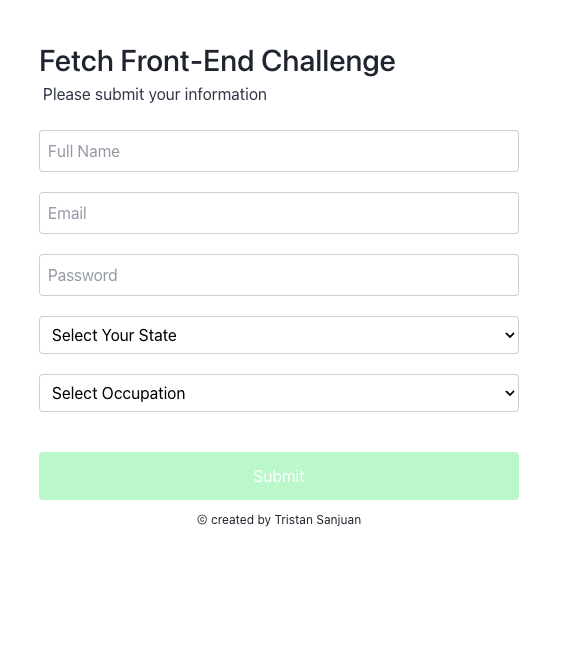 Fetch Front-End Challenge
Please submit your information
Full Name
Email
Password
Select Your State
Select Occupation
Submit
© created by Tristan Sanjuan